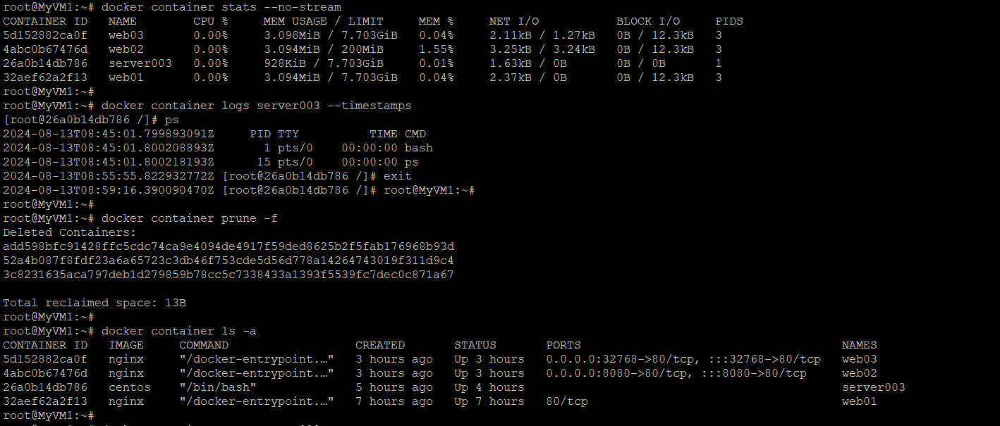 root@MyVM1:~# docker container stats --no-stream
CONTAINER ID   NAME        CPU %     MEM USAGE / LIMIT     MEM %     NET I/O           BLOCK I/O    PIDS
5d152882ca0f   web03       0.00%     3.098MiB / 7.703GiB   0.04%     2.11kB / 1.27kB   0B / 12.3kB  3
4abc0b67476d   web02       0.00%     3.094MiB / 200MiB     1.55%     3.25kB / 3.24kB   0B / 12.3kB  3
26a0b14db786   server003   0.00%     928KiB / 7.703GiB     0.01%     1.63kB / 0B       0B / 0B      1
32aef62a2f13   web01       0.00%     3.094MiB / 7.703GiB   0.04%     2.37kB / 0B       0B / 12.3kB  3
root@MyVM1:~#
root@MyVM1:~# docker container logs server003 --timestamps
[root@26a0b14db786 /]# ps
2024-08-13T08:45:01.799893091Z     PID TTY          TIME CMD
2024-08-13T08:45:01.800208893Z       1 pts/0    00:00:00 bash
2024-08-13T08:45:01.800218193Z      15 pts/0    00:00:00 ps
2024-08-13T08:55:55.822932772Z [root@26a0b14db786 /]# exit
2024-08-13T08:59:16.390090470Z [root@26a0b14db786 /]# root@MyVM1:~#
root@MyVM1:~#
root@MyVM1:~# docker container prune -f
Deleted Containers:
add598bfc91428ffc5cdc74ca9e4094de4917f59ded8625b2f5fab176968b93d
52a4b087f8fdf23a6a65723c3db46f753cde5d56d778a14264743019f311d9c4
3c8231635aca797deb1d279859b78cc5c7338433a1393f5539fc7dec0c871a67
Total reclaimed space: 13B
root@MyVM1:~#
root@MyVM1:~# docker container ls -a
CONTAINER ID   IMAGE     COMMAND                  CREATED       STATUS       PORTS                                     NAMES
5d152882ca0f   nginx     "/docker-entrypoint.…"   3 hours ago   Up 3 hours   0.0.0.0:32768->80/tcp, :::32768->80/tcp   web03
4abc0b67476d   nginx     "/docker-entrypoint.…"   3 hours ago   Up 3 hours   0.0.0.0:8080->80/tcp, :::8080->80/tcp     web02
26a0b14db786   centos    "/bin/bash"              5 hours ago   Up 4 hours                                             server003
32aef62a2f13   nginx     "/docker-entrypoint.…"   7 hours ago   Up 7 hours   80/tcp                                    web01
root@MyVM1:~#